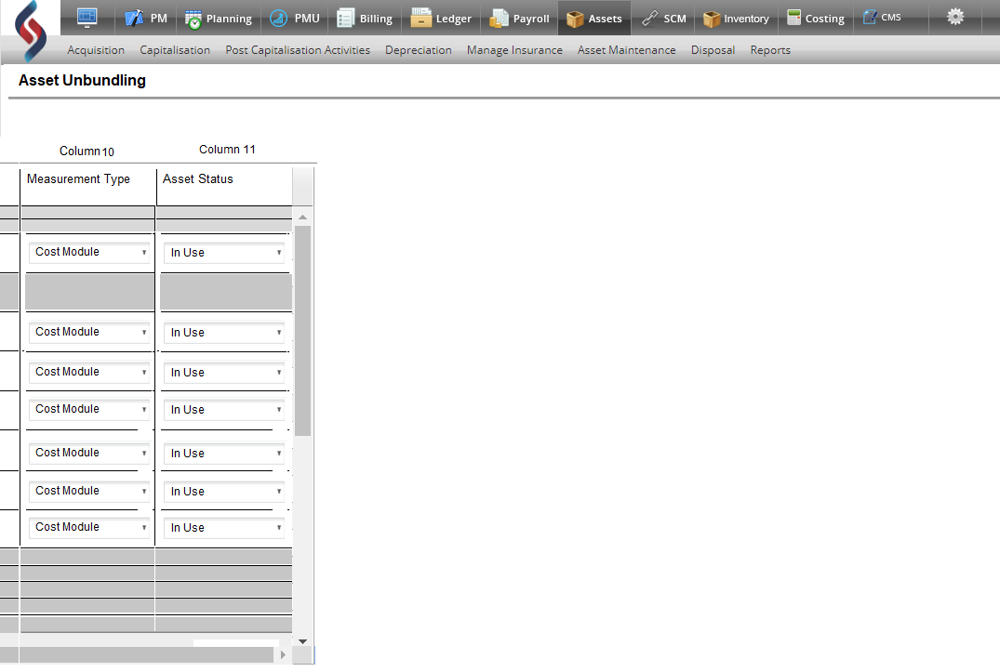 PM Planning PMU Billing Ledger Payroll Assets SCM Inventory Costing CMS
Acquisition Capitalisation Post Capitalisation Activities Depreciation Manage Insurance Asset Maintenance Disposal Reports
Asset Unbundling
Column10 Column 11
Measurement Type Asset Status
Cost Module In Use
Cost Module In Use
Cost Module In Use
Cost Module In Use
Cost Module In Use
Cost Module In Use
Cost Module In Use